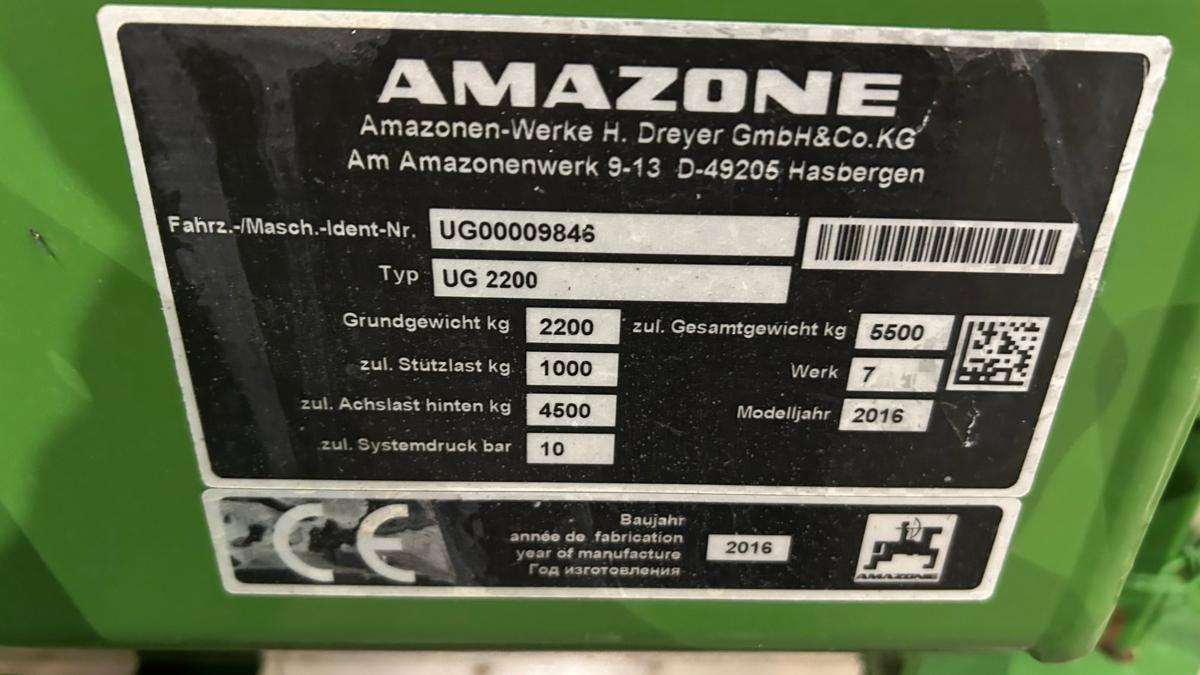 AMAZONE
Amazonen-Werke H. Dreyer GmbH&Co.KG
Am Amazonenwerk 9-13 D-49205 Hasbergen
Fahrz.-/Masch.-Ident-Nr. UG00009846
Typ UG 2200
Grundgewicht kg 2200 zul. Gesamtgewicht kg 5500
zul. Stützlast kg 1000 Werk 7
zul. Achslast hinten kg 4500 Modelljahr 2016
zul. Systemdruck bar 10
CE
Baujahr
année de fabrication
year of manufacture 2016
Год изготовления
AMAZONE